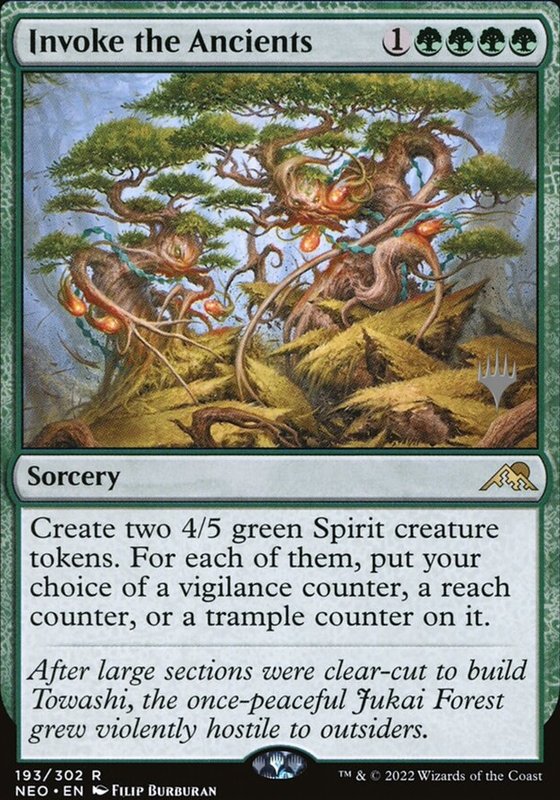 Invoke the Ancients 1
Sorcery
Create two 4/5 green Spirit creature
tokens. For each of them, put your
choice of a vigilance counter, a reach
counter, or a trample counter on it.
After large sections were clear-cut to build
Towashi, the once-peaceful Jukai Forest
grew violently hostile to outsiders.
193/302 R
NEO • EN Filip Burburan
™ & © 2022 Wizards of the Coast